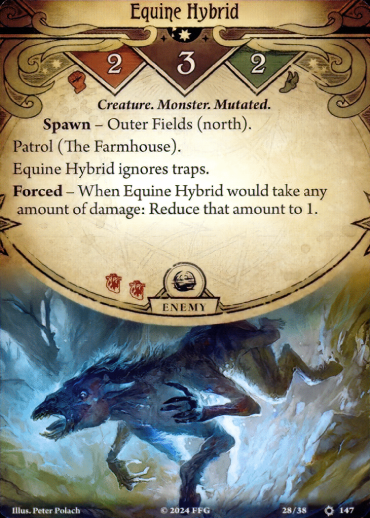 Equine Hybrid
2
3
2
Creature. Monster. Mutated.
Spawn – Outer Fields (north).
Patrol (The Farmhouse).
Equine Hybrid ignores traps.
Forced – When Equine Hybrid would take any
amount of damage: Reduce that amount to 1.
ENEMY
Illus. Peter Polach
© 2024 FFG
28/38
147